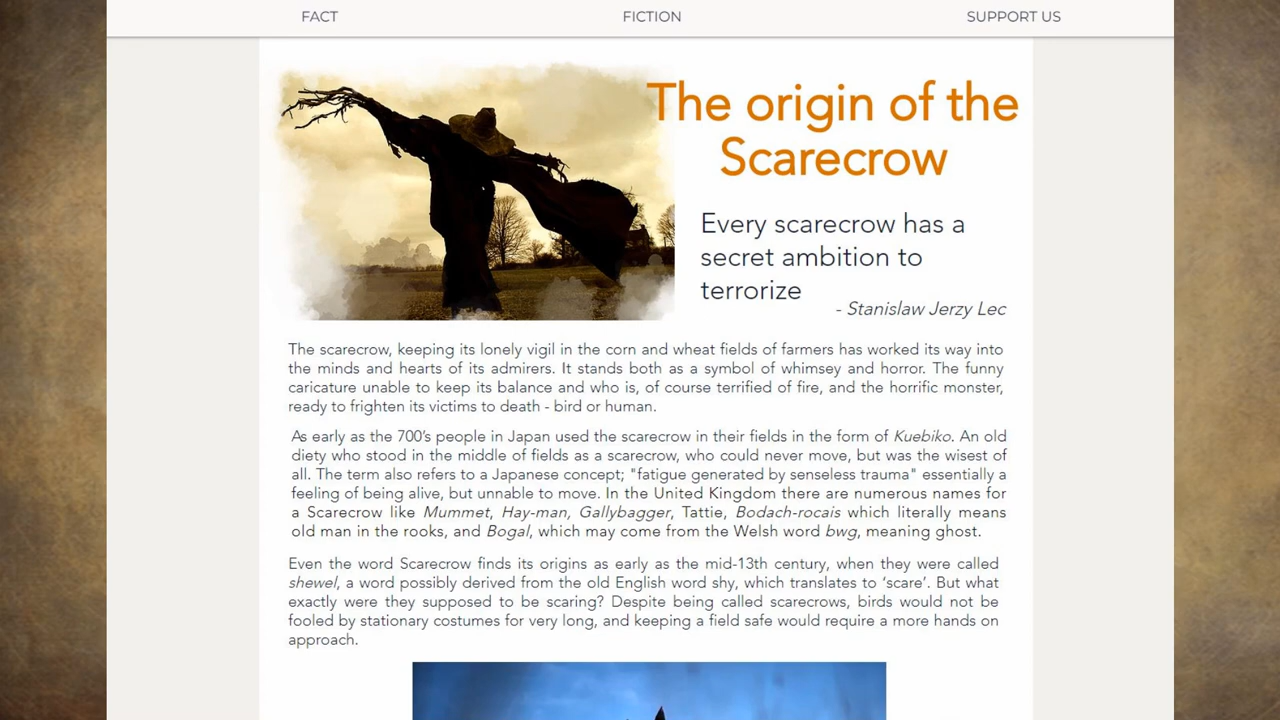 FACT
FICTION
SUPPORT US
The origin of the
Scarecrow
Every scarecrow has a
secret ambition to
terrorize
- Stanislaw Jerzy Lec
The scarecrow, keeping its lonely vigil in the corn and wheat fields of farmers has worked its way into
the minds and hearts of its admirers. It stands both as a symbol of whimsey and horror. The funny
caricature unable to keep its balance and who is, of course terrified of fire, and the horrific monster,
ready to frighten its victims to death - bird or human.
As early as the 700's people in Japan used the scarecrow in their fields in the form of Kuebiko. An old
diety who stood in the middle of fields as a scarecrow, who could never move, but was the wisest of
all. The term also refers to a Japanese concept; "fatigue generated by senseless trauma" essentially a
feeling of being alive, but unnable to move. In the United Kingdom there are numerous names for
a Scarecrow like Mummet, Hay-man, Gallybagger, Tattie, Bodach-rocais which literally means
old man in the rooks, and Bogal, which may come from the Welsh word bwg, meaning ghost.
Even the word Scarecrow finds its origins as early as the mid-13th century, when they were called
shewel, a word possibly derived from the old English word shy, which translates to ‘scare’. But what
exactly were they supposed to be scaring? Despite being called scarecrows, birds would not be
fooled by stationary costumes for very long, and keeping a field safe would require a more hands on
approach.